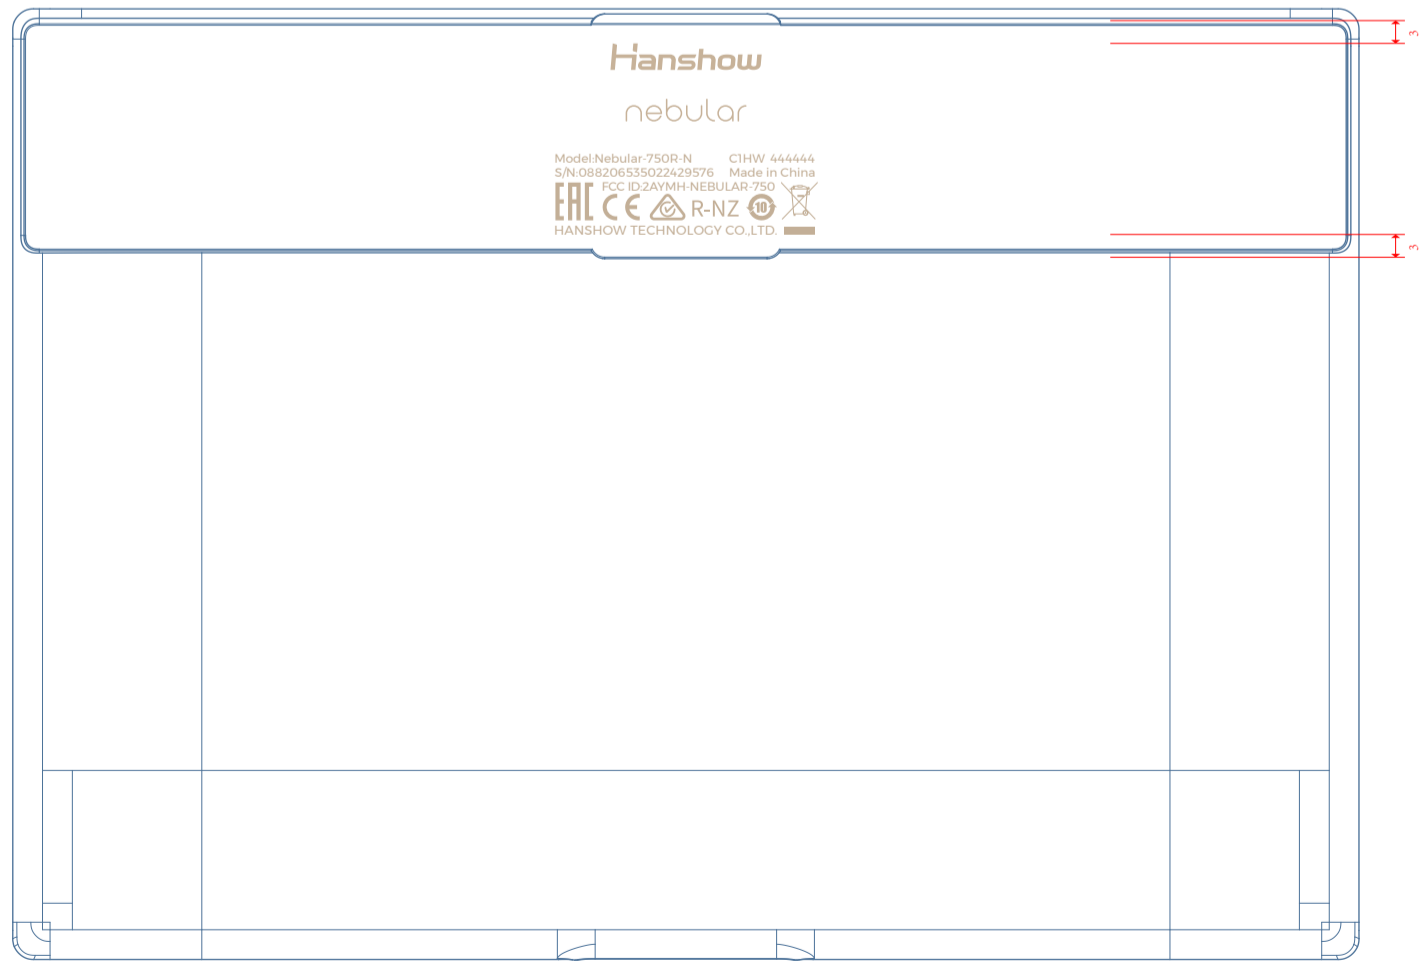 3
Hanshow
nebular
Model:Nebular-750R-N C1HW 444444
S/N:088206535022429576 Made in China
FCC ID:2AYMH-NEBULAR-750
EAC CE R-NZ 10
HANSHOW TECHNOLOGY CO.,LTD.
3